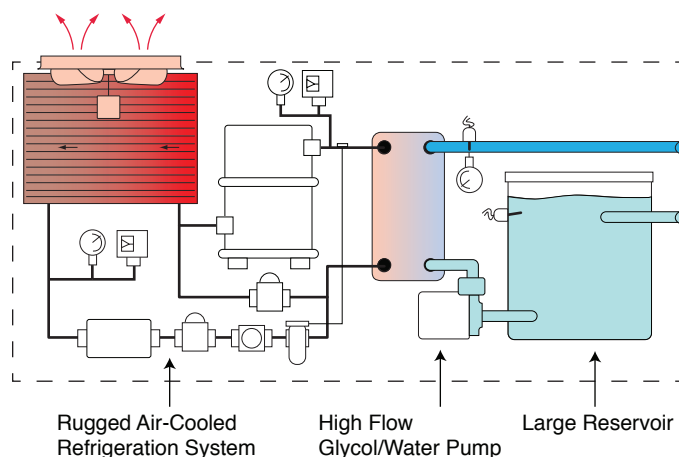 Rugged Air-Cooled
Refrigeration System
High Flow
Glycol/Water Pump
Large Reservoir